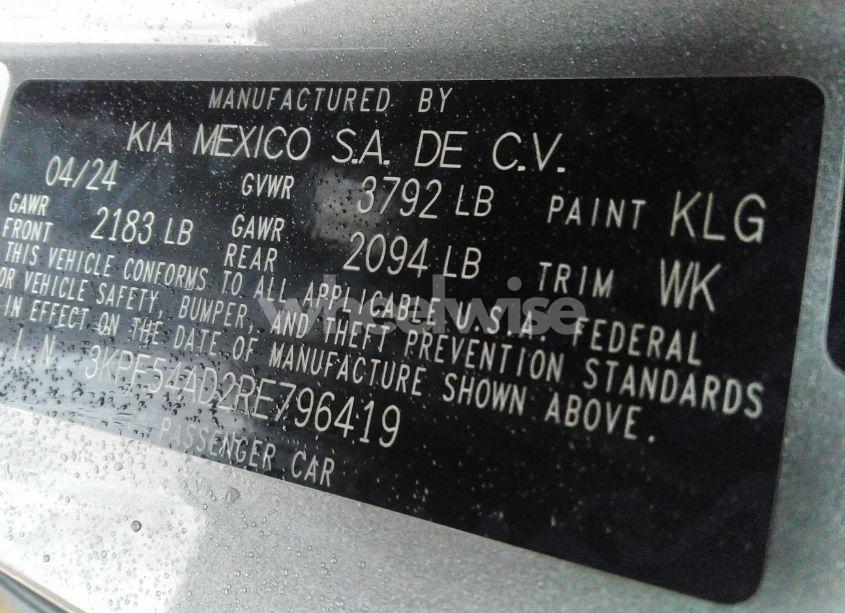 MANUFACTURED BY
KIA MEXICO S.A. DE C.V.
04/24 GVWR 3792 LB PAINT KLG
GAWR FRONT 2183 LB GAWR REAR 2094 LB TRIM WK
THIS VEHICLE CONFORMS TO ALL APPLICABLE U.S.A. FEDERAL
OR VEHICLE SAFETY, BUMPER, AND THEFT PREVENTION STANDARDS
IN EFFECT ON THE DATE OF MANUFACTURE SHOWN ABOVE.
I N 3KPF54AD2RE796419
PASSENGER CAR
wheelwise